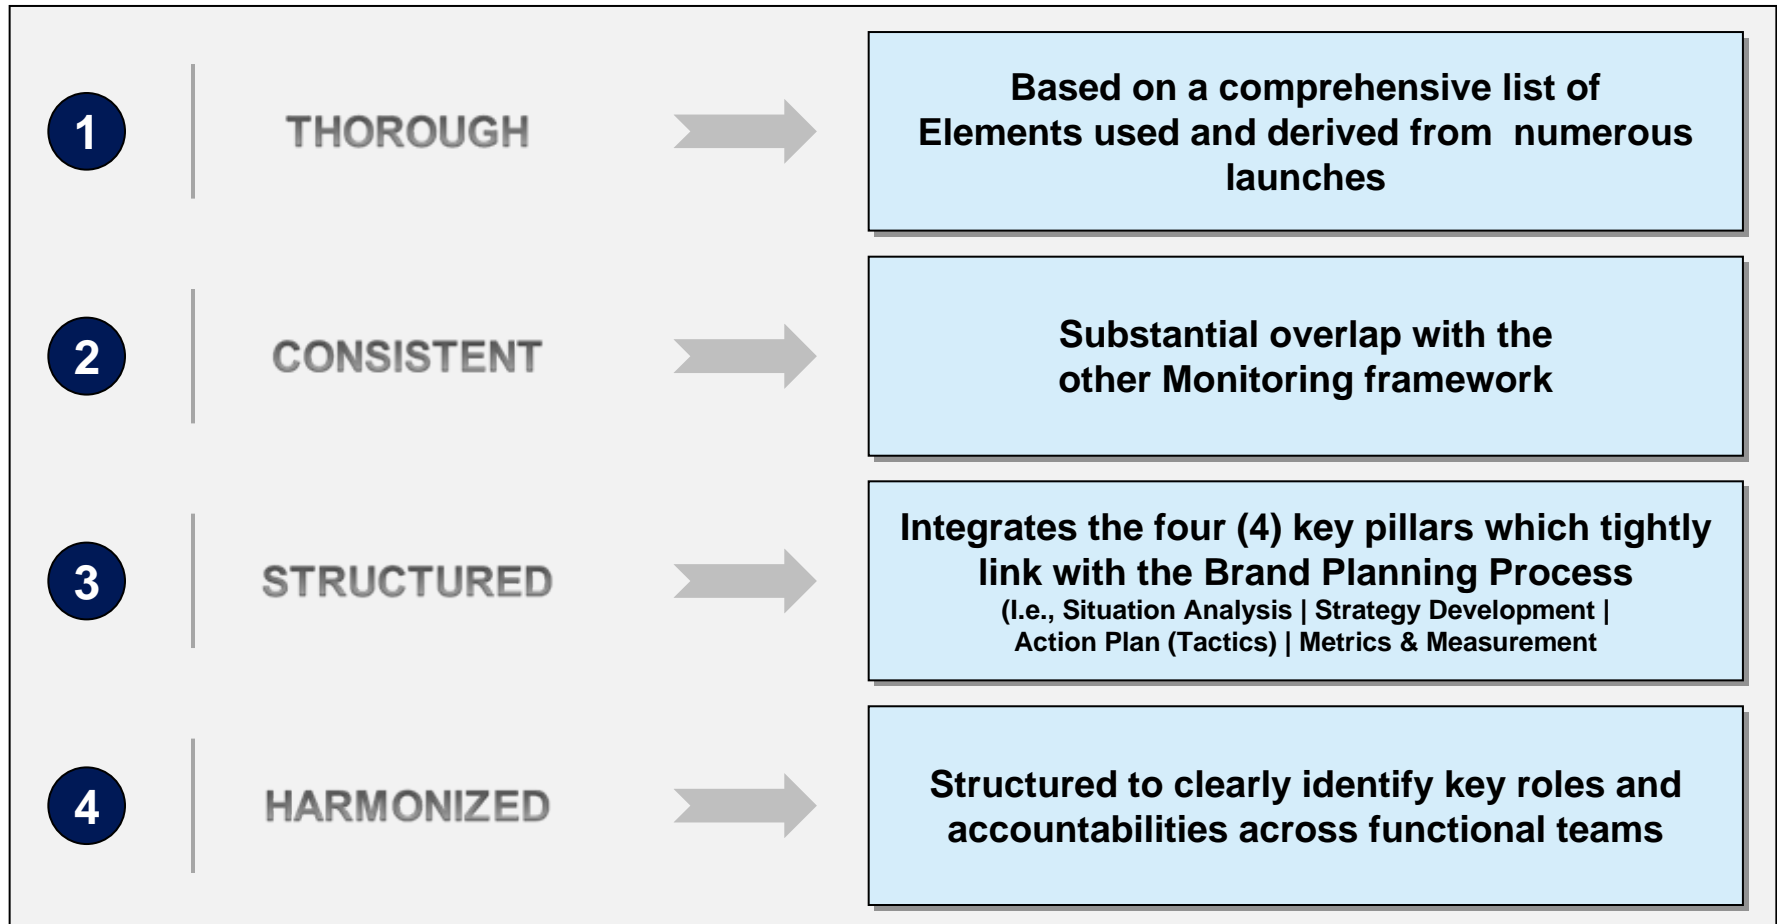 1
THOROUGH
Based on a comprehensive list of
Elements used and derived from  numerous
launches
2
CONSISTENT
Substantial overlap with the
other Monitoring framework
3
STRUCTURED
Integrates the four (4) key pillars which tightly
link with the Brand Planning Process
(I.e., Situation Analysis | Strategy Development |
Action Plan (Tactics) | Metrics & Measurement
4
HARMONIZED
Structured to clearly identify key roles and
accountabilities across functional teams